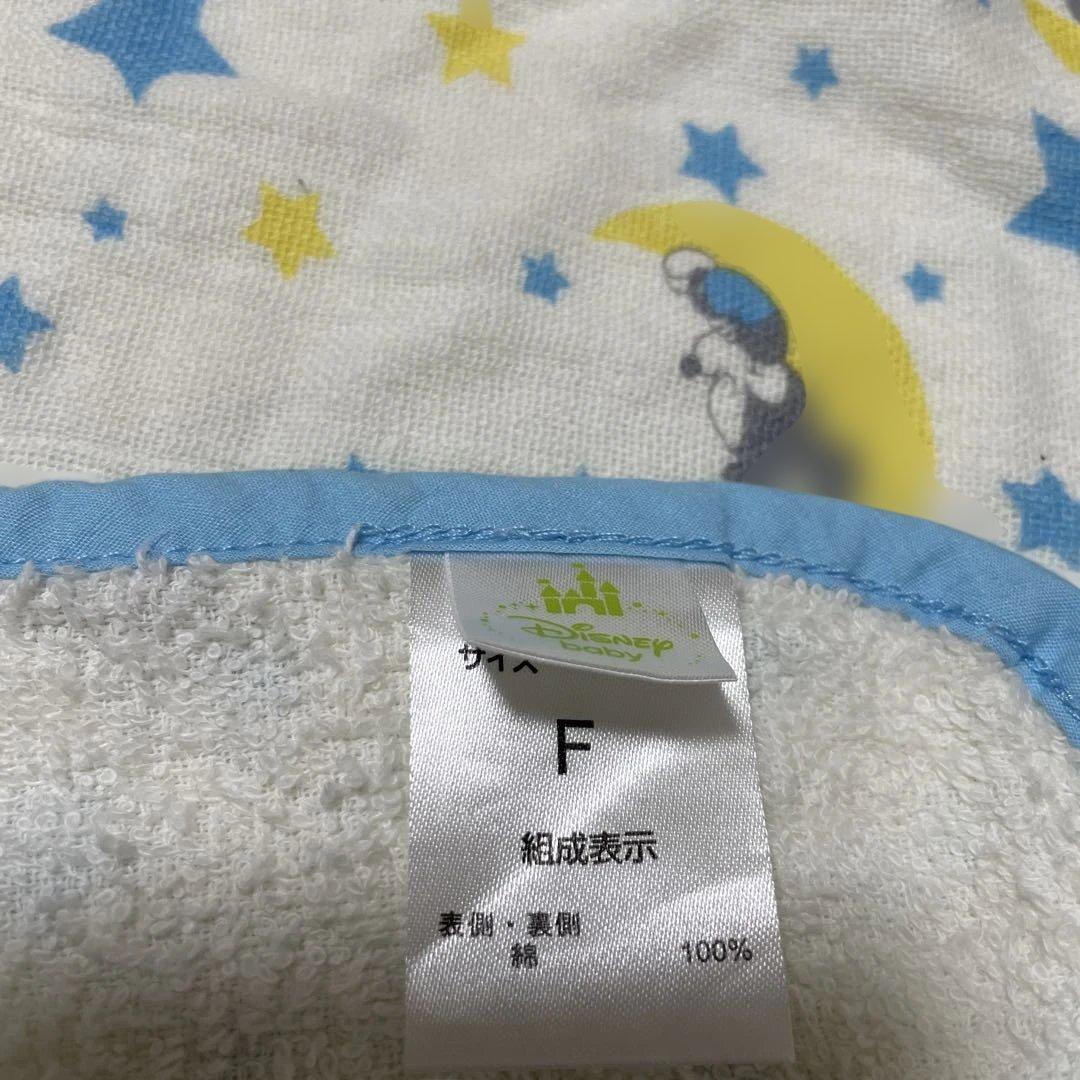 Disney
baby
サイズ
F
組成表示
表側・裏側
綿 100%